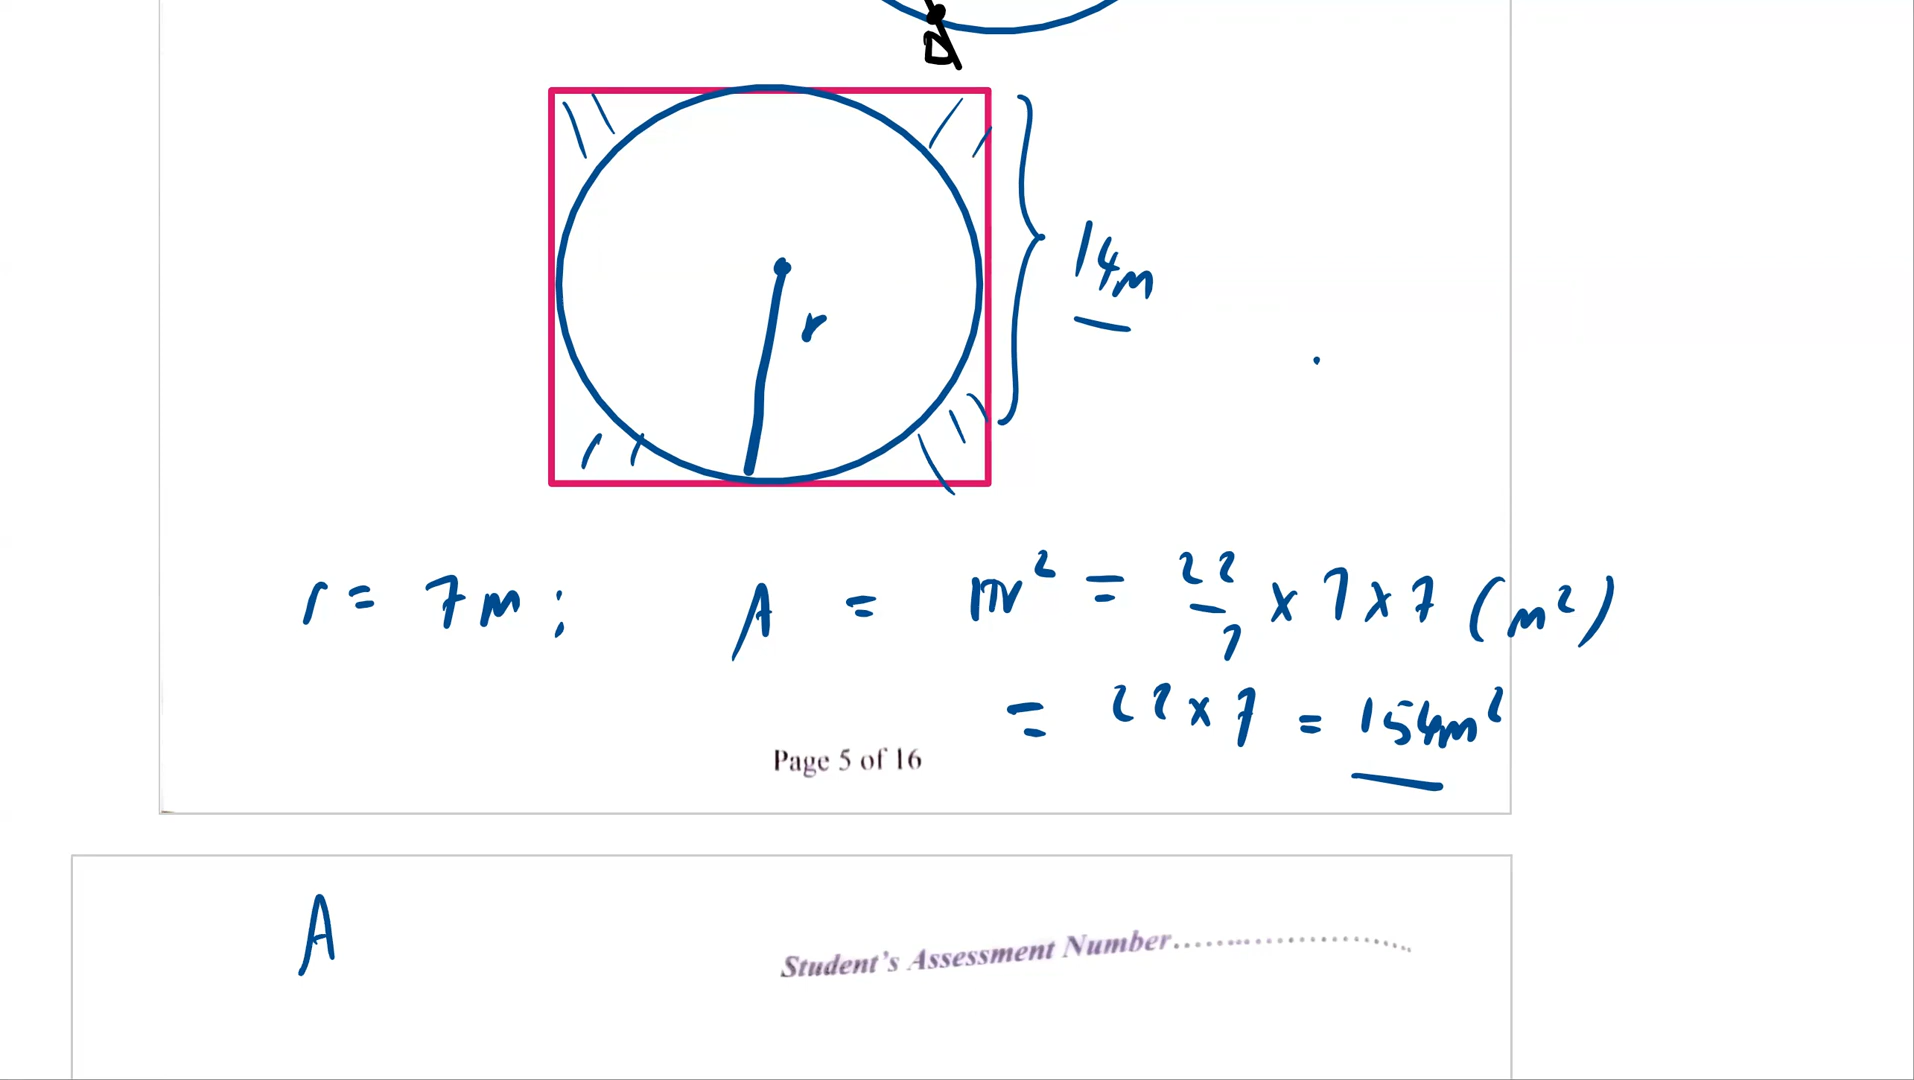 14m
r
r = 7m ; A = πr² = 22/7 x 7 x 7 (m²)
= 22 x 7 = 154m²
Page 5 of 16
A
Student's Assessment Number..................